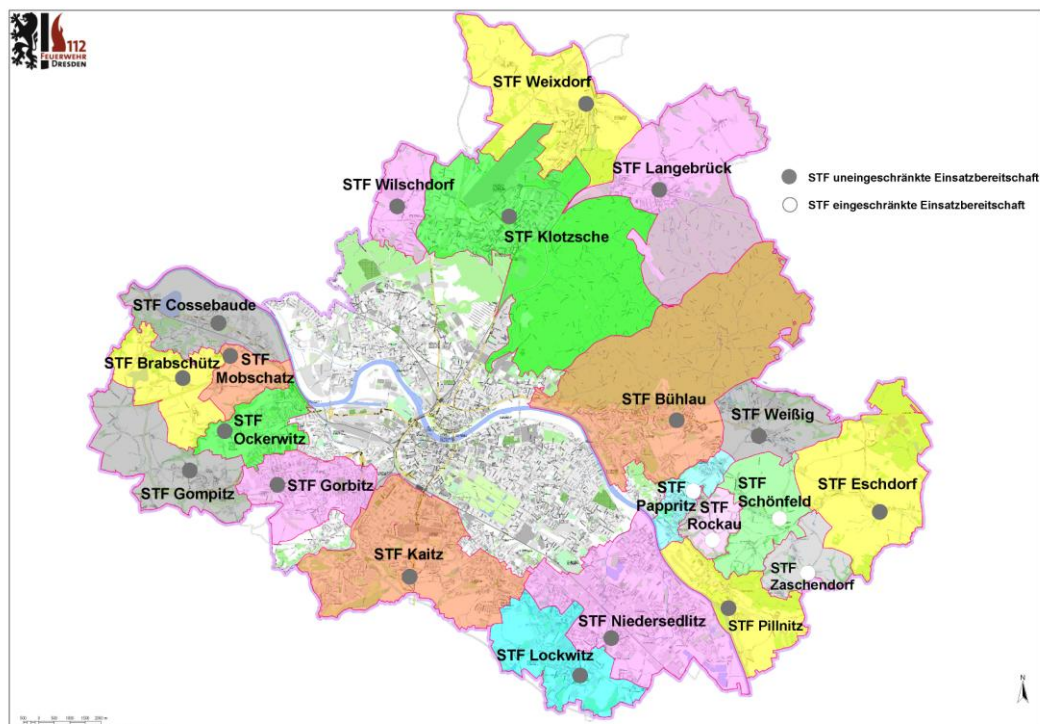 112
FEUERWEHR
DRESDEN
STF Weixdorf
STF Langebrück
STF uneingeschränkte Einsatzbereitschaft
STF Wilschdorf
STF eingeschränkte Einsatzbereitschaft
STF Klotzsche
STF Cossebaude
STF Brabschütz
STF
Mobschatz
STF Bühlau
STF Weißig
STF
Ockerwitz
STF Gompitz
STF Gorbitz
STF
Pappritz
STF
Schönfeld
STF Eschdorf
STF
Rockau
STF Kaitz
STF
Zaschendorf
STF Niedersedlitz
STF Pillnitz
STF Lockwitz
N